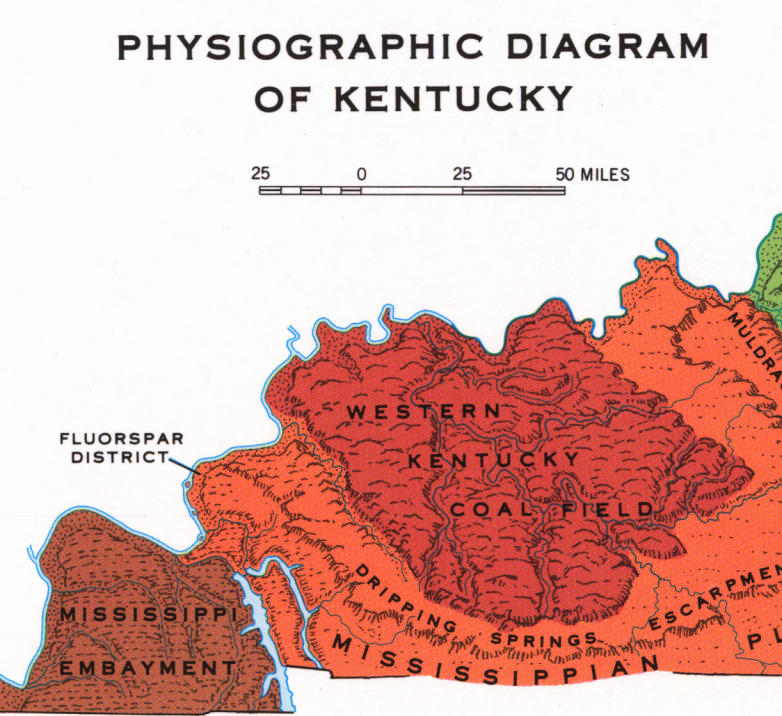 PHYSIOGRAPHIC DIAGRAM
OF KENTUCKY
25 0 25 50 MILES
MULDRA
WESTERN
KENTUCKY
COAL FIELD
FLUORSPAR
DISTRICT
DRIPPING SPRINGS ESCARPMEN
MISSISSIPPIAN P
MISSISSIPPI
EMBAYMENT